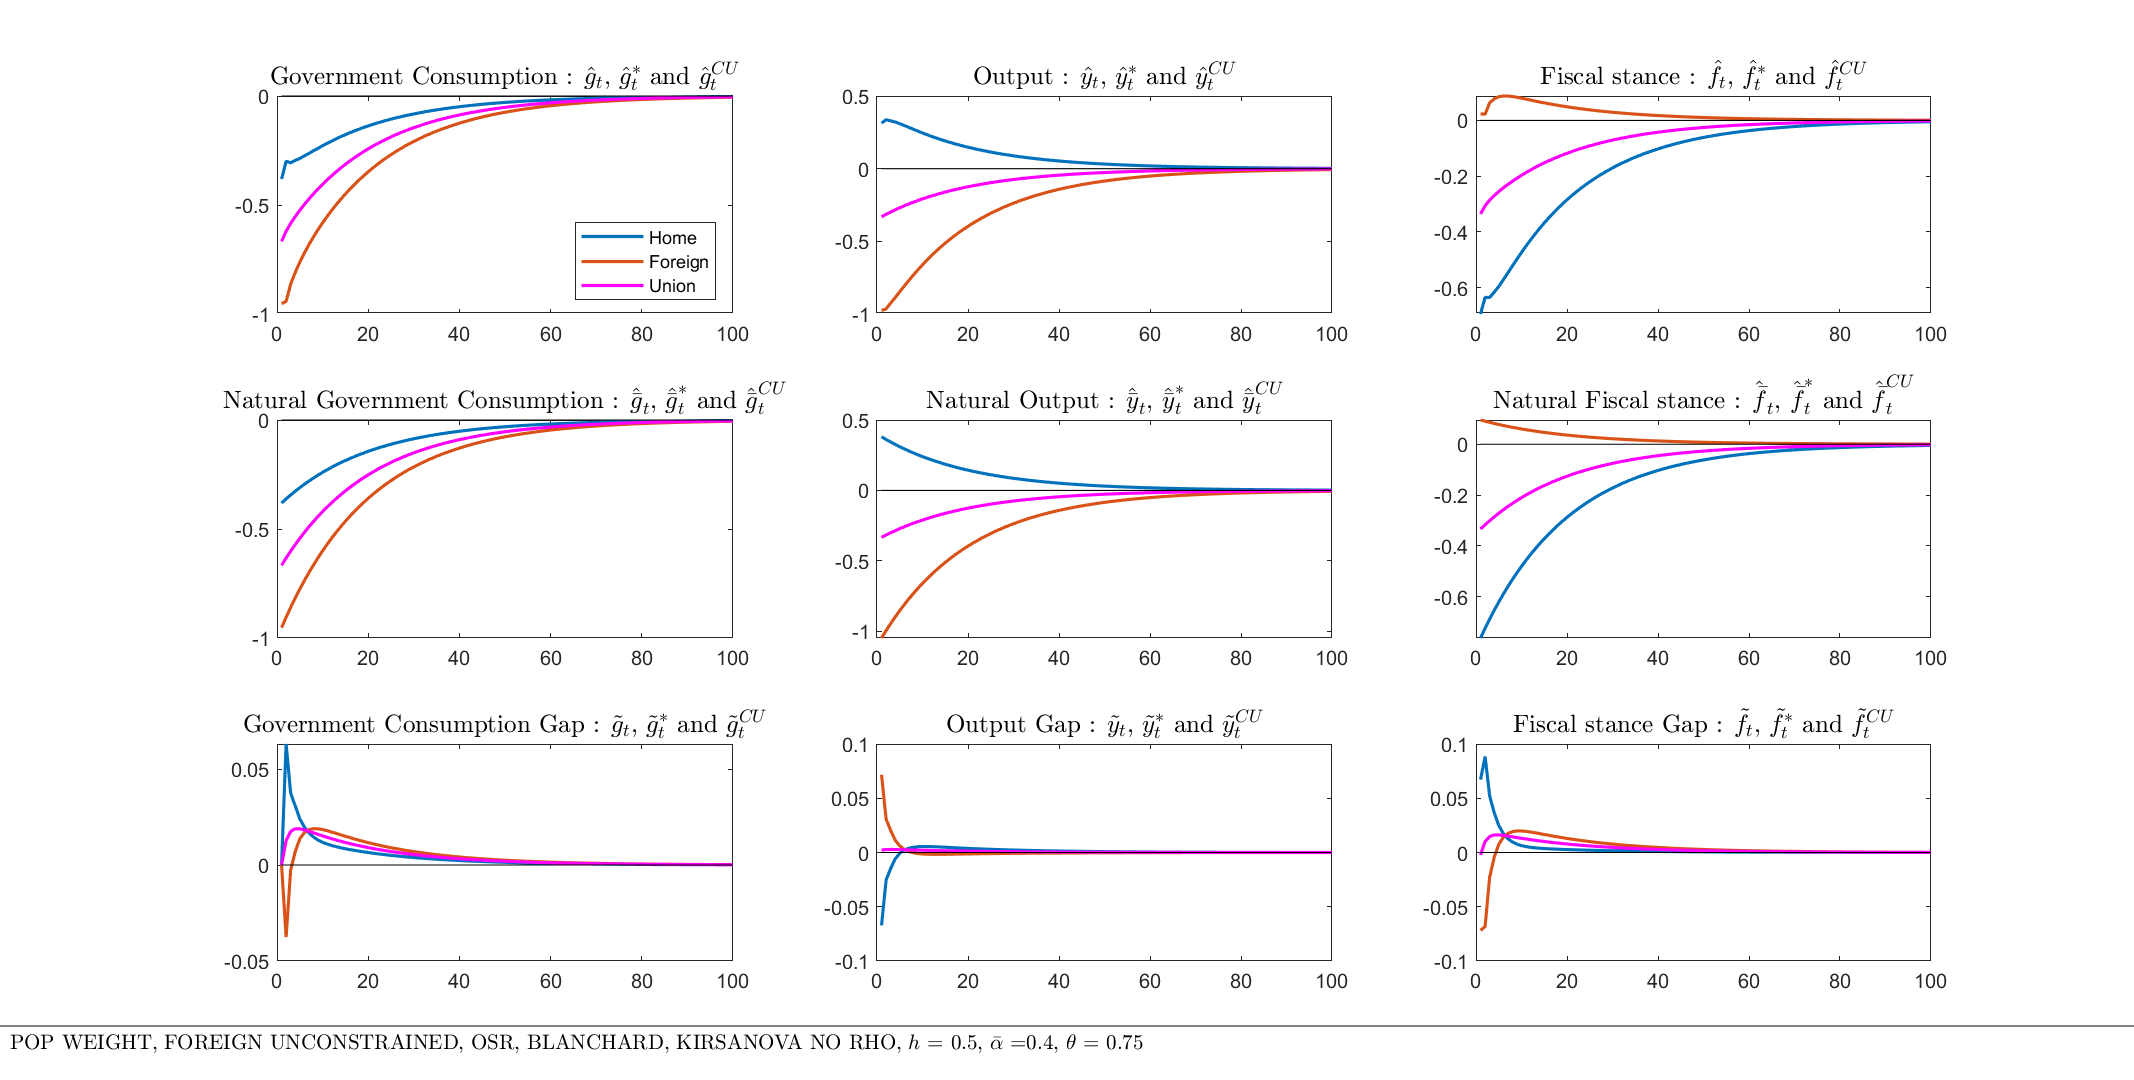 Government Consumption : ĝₜ, ĝₜ* and ĝₜᶜᵁ
Output : ŷₜ, ŷₜ* and ŷₜᶜᵁ
Fiscal stance : f̂ₜ, f̂ₜ* and f̂ₜᶜᵁ
0
-0.5
-1
0 20 40 60 80 100
Home
Foreign
Union
0.5
0
-0.5
-1
0 20 40 60 80 100
0
-0.2
-0.4
-0.6
0 20 40 60 80 100
Natural Government Consumption : ḡ̂ₜ, ḡ̂ₜ* and ḡ̂ₜᶜᵁ
Natural Output : ȳ̂ₜ, ȳ̂ₜ* and ȳ̂ₜᶜᵁ
Natural Fiscal stance : f̄̂ₜ, f̄̂ₜ* and f̄̂ₜᶜᵁ
0
-0.5
-1
0 20 40 60 80 100
0.5
0
-0.5
-1
0 20 40 60 80 100
0
-0.2
-0.4
-0.6
0 20 40 60 80 100
Government Consumption Gap : g̃ₜ, g̃ₜ* and g̃ₜᶜᵁ
Output Gap : ỹₜ, ỹₜ* and ỹₜᶜᵁ
Fiscal stance Gap : f̃ₜ, f̃ₜ* and f̃ₜᶜᵁ
0.05
0
-0.05
0 20 40 60 80 100
0.1
0.05
0
-0.05
-0.1
0 20 40 60 80 100
0.1
0.05
0
-0.05
-0.1
0 20 40 60 80 100
POP WEIGHT, FOREIGN UNCONSTRAINED, OSR, BLANCHARD, KIRSANOVA NO RHO, h = 0.5, ᾱ =0.4, θ = 0.75